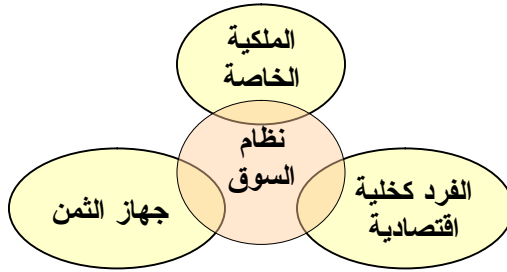 الملكية
الخاصة
نظام
السوق
الفرد كخلية
اقتصادية
جهاز الثمن